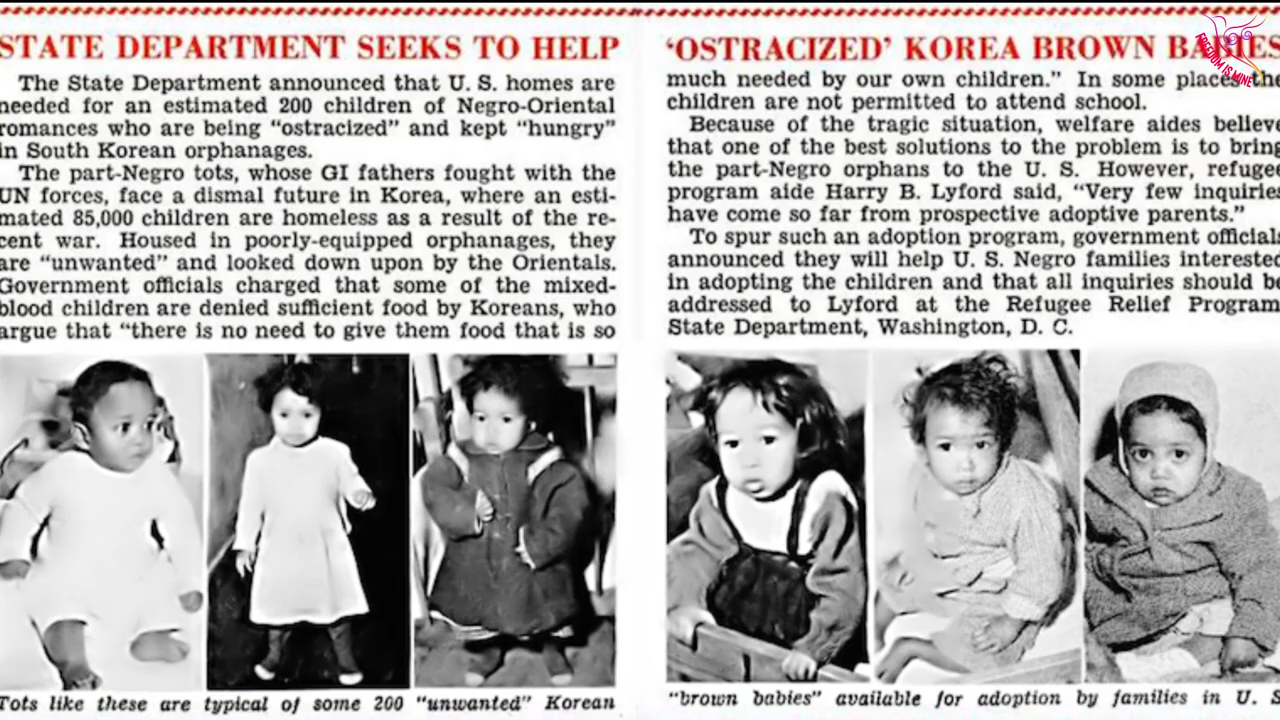 STATE DEPARTMENT SEEKS TO HELP
The State Department announced that U. S. homes are
needed for an estimated 200 children of Negro-Oriental
romances who are being “ostracized” and kept “hungry”
in South Korean orphanages.
The part-Negro tots, whose GI fathers fought with the
UN forces, face a dismal future in Korea, where an esti-
mated 85,000 children are homeless as a result of the re-
cent war. Housed in poorly-equipped orphanages, they
are “unwanted” and looked down upon by the Orientals.
Government officials charged that some of the mixed-
blood children are denied sufficient food by Koreans, who
argue that “there is no need to give them food that is so
Tots like these are typical of some 200 “unwanted” Korean
‘OSTRACIZED’ KOREA BROWN BABIES
much needed by our own children.” In some places the
children are not permitted to attend school.
Because of the tragic situation, welfare aides believe
that one of the best solutions to the problem is to bring
the part-Negro orphans to the U. S. However, refugee
program aide Harry B. Lyford said, “Very few inquiries
have come so far from prospective adoptive parents.”
To spur such an adoption program, government officials
announced they will help U. S. Negro families interested
in adopting the children and that all inquiries should be
addressed to Lyford at the Refugee Relief Program
State Department, Washington, D. C.
“brown babies” available for adoption by families in U. S
FREEDOM IS MINE